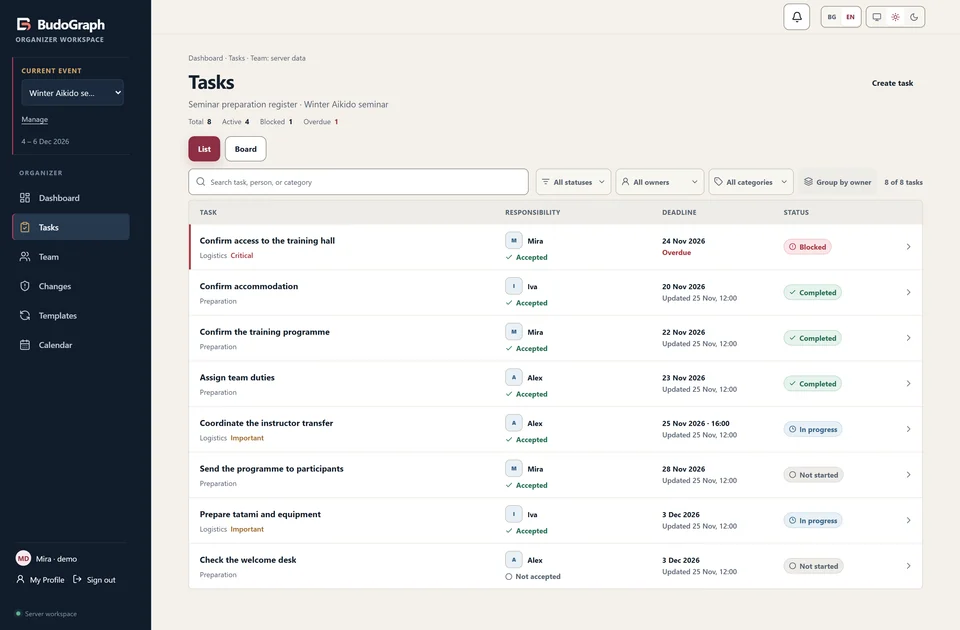 BudoGraph
ORGANIZER WORKSPACE
CURRENT EVENT
Winter Aikido se...
Manage
4 – 6 Dec 2026
ORGANIZER
Dashboard
Tasks
Team
Changes
Templates
Calendar
MD Mira · demo
My Profile Sign out
Server workspace
BG EN
Dashboard · Tasks · Team: server data
Tasks
Create task
Seminar preparation register · Winter Aikido seminar
Total 8 Active 4 Blocked 1 Overdue 1
List Board
Search task, person, or category All statuses All owners All categories Group by owner 8 of 8 tasks
TASK RESPONSIBILITY DEADLINE STATUS
Confirm access to the training hall M Mira 24 Nov 2026 Blocked
Logistics Critical Accepted Overdue
Confirm accommodation I Iva 20 Nov 2026 Completed
Preparation Accepted Updated 25 Nov, 12:00
Confirm the training programme M Mira 22 Nov 2026 Completed
Preparation Accepted Updated 25 Nov, 12:00
Assign team duties A Alex 23 Nov 2026 Completed
Preparation Accepted Updated 25 Nov, 12:00
Coordinate the instructor transfer A Alex 25 Nov 2026 · 16:00 In progress
Logistics Important Accepted Updated 25 Nov, 12:00
Send the programme to participants M Mira 28 Nov 2026 Not started
Preparation Accepted Updated 25 Nov, 12:00
Prepare tatami and equipment I Iva 3 Dec 2026 In progress
Logistics Important Accepted Updated 25 Nov, 12:00
Check the welcome desk A Alex 3 Dec 2026 Not started
Preparation Not accepted Updated 25 Nov, 12:00